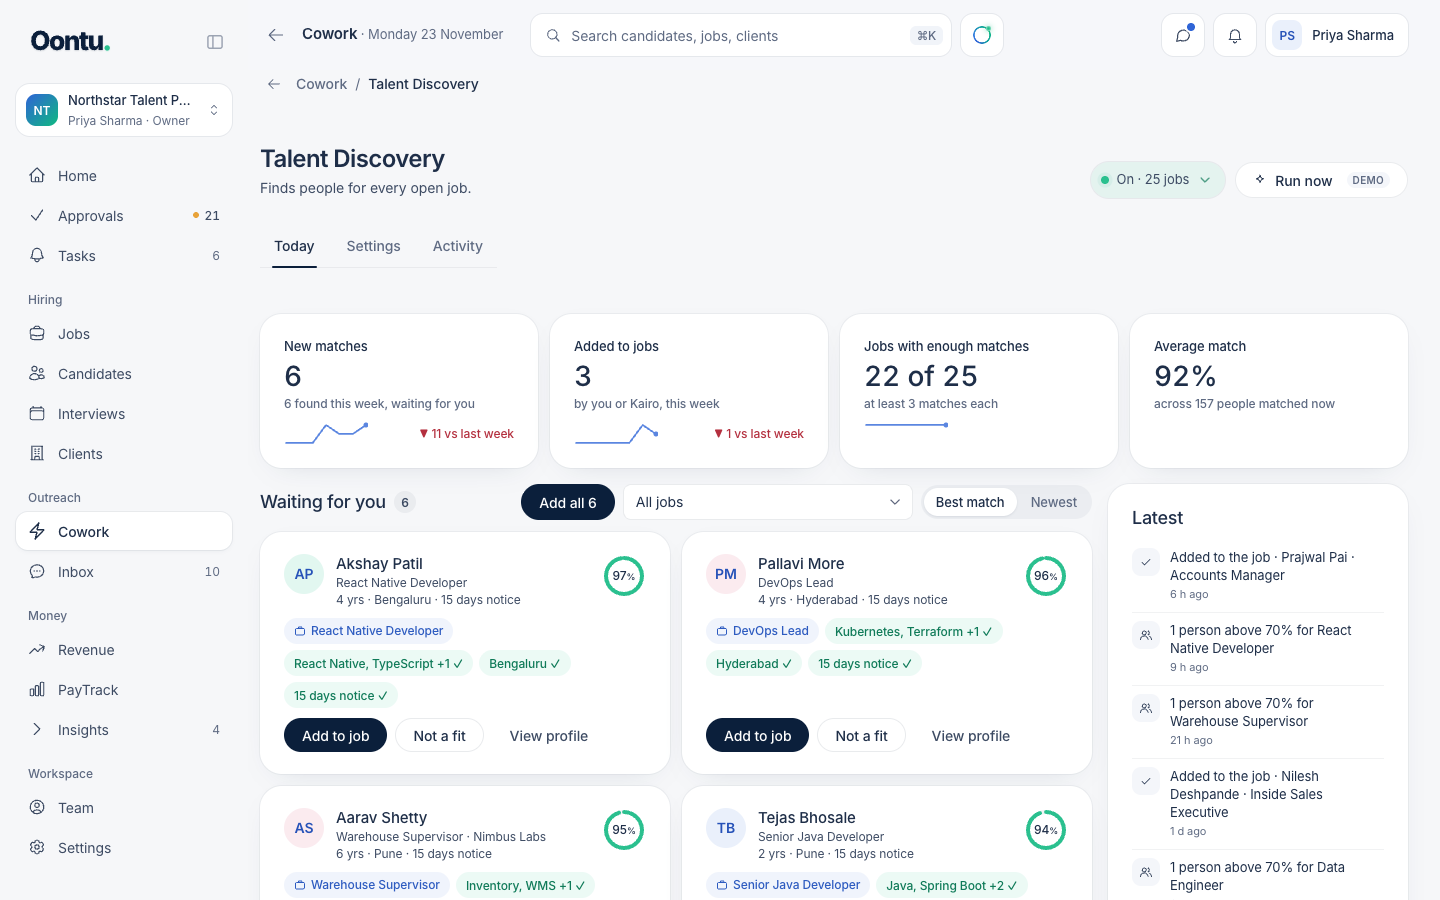 Oontu.
NT
Northstar Talent P...
Priya Sharma · Owner
Home
Approvals
21
Tasks
6
Hiring
Jobs
Candidates
Interviews
Clients
Outreach
Cowork
Inbox
10
Money
Revenue
PayTrack
Insights
4
Workspace
Team
Settings
Cowork · Monday 23 November
Search candidates, jobs, clients
⌘K
PS
Priya Sharma
Cowork / Talent Discovery
Talent Discovery
Finds people for every open job.
On · 25 jobs
Run now
DEMO
Today
Settings
Activity
New matches
6
6 found this week, waiting for you
▼ 11 vs last week
Added to jobs
3
by you or Kairo, this week
▼ 1 vs last week
Jobs with enough matches
22 of 25
at least 3 matches each
Average match
92%
across 157 people matched now
Waiting for you
6
Add all 6
All jobs
Best match
Newest
AP
Akshay Patil
React Native Developer
4 yrs · Bengaluru · 15 days notice
97%
React Native Developer
React Native, TypeScript +1 ✓
Bengaluru ✓
15 days notice ✓
Add to job
Not a fit
View profile
PM
Pallavi More
DevOps Lead
4 yrs · Hyderabad · 15 days notice
96%
DevOps Lead
Kubernetes, Terraform +1 ✓
Hyderabad ✓
15 days notice ✓
Add to job
Not a fit
View profile
AS
Aarav Shetty
Warehouse Supervisor · Nimbus Labs
6 yrs · Pune · 15 days notice
95%
Warehouse Supervisor
Inventory, WMS +1 ✓
TB
Tejas Bhosale
Senior Java Developer
2 yrs · Pune · 15 days notice
94%
Senior Java Developer
Java, Spring Boot +2 ✓
Latest
Added to the job · Prajwal Pai ·
Accounts Manager
6 h ago
1 person above 70% for React
Native Developer
9 h ago
1 person above 70% for
Warehouse Supervisor
21 h ago
Added to the job · Nilesh
Deshpande · Inside Sales
Executive
1 d ago
1 person above 70% for Data
Engineer